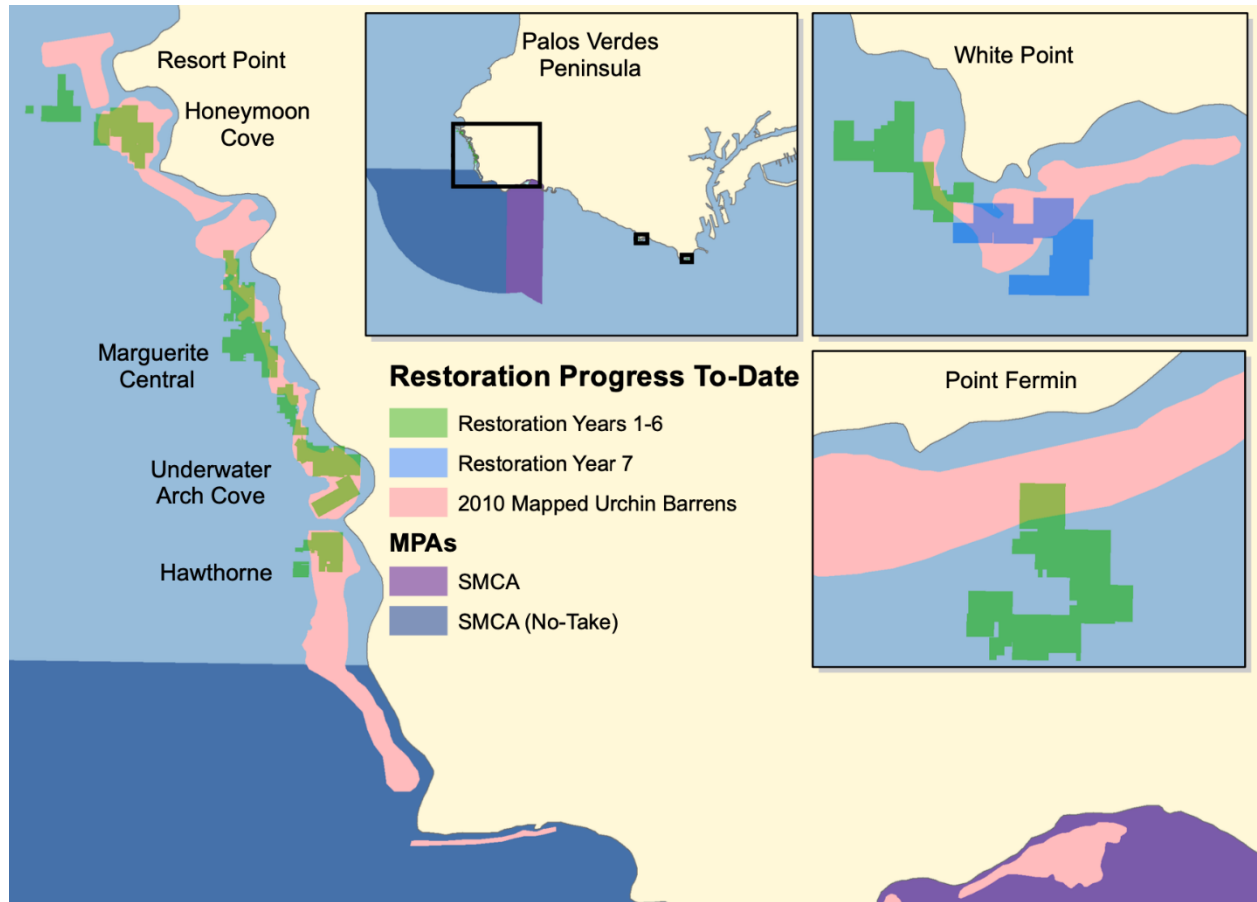 Resort Point
Honeymoon
Cove
Marguerite
Central
Underwater
Arch Cove
Hawthorne
Palos Verdes
Peninsula
White Point
Point Fermin
Restoration Progress To-Date
Restoration Years 1-6
Restoration Year 7
2010 Mapped Urchin Barrens
MPAs
SMCA
SMCA (No-Take)